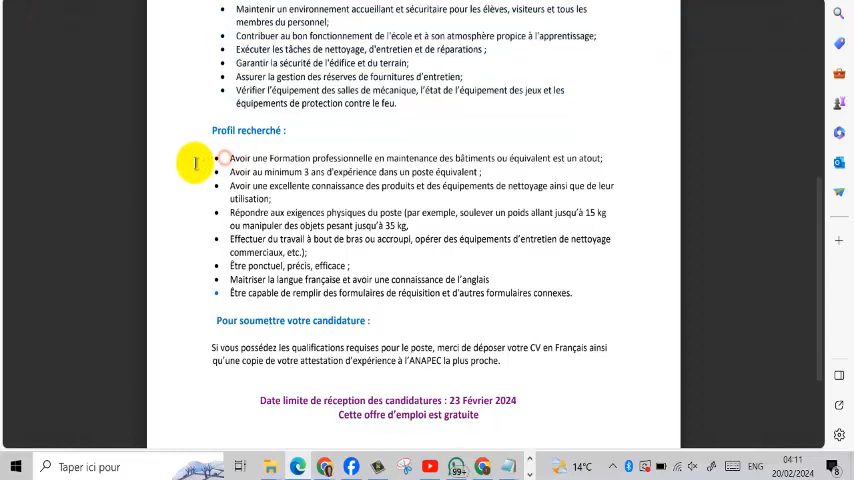 Maintenir un environnement accueillant et sécuritaire pour les élèves, visiteurs et tous les
membres du personnel;
Contribuer au bon fonctionnement de l'école et à son atmosphère propice à l'apprentissage;
Exécuter les tâches de nettoyage, d'entretien et de réparations ;
Garantir la sécurité de l'édifice et du terrain;
Assurer la gestion des réserves de fournitures d'entretien;
Vérifier l'équipement des salles de mécanique, l'état de l'équipement des jeux et les
équipements de protection contre le feu.
Profil recherché :
Avoir une Formation professionnelle en maintenance des bâtiments ou équivalent est un atout;
Avoir au minimum 3 ans d'expérience dans un poste équivalent ;
Avoir une excellente connaissance des produits et des équipements de nettoyage ainsi que de leur
utilisation;
Répondre aux exigences physiques du poste (par exemple, soulever un poids allant jusqu'à 15 kg
ou manipuler des objets pesant jusqu'à 35 kg,
Effectuer du travail à bout de bras ou accroupi, opérer des équipements d'entretien de nettoyage
commerciaux, etc.);
Être ponctuel, précis, efficace ;
Maitriser la langue française et avoir une connaissance de l'anglais
Être capable de remplir des formulaires de réquisition et d'autres formulaires connexes.
Pour soumettre votre candidature :
Si vous possédez les qualifications requises pour le poste, merci de déposer votre CV en Français ainsi
qu'une copie de votre attestation d'expérience à l'ANAPEC la plus proche.
Date limite de réception des candidatures : 23 Février 2024
Cette offre d'emploi est gratuite
Taper ici pour
99+
14°C
ENG
04:11
20/02/2024
8